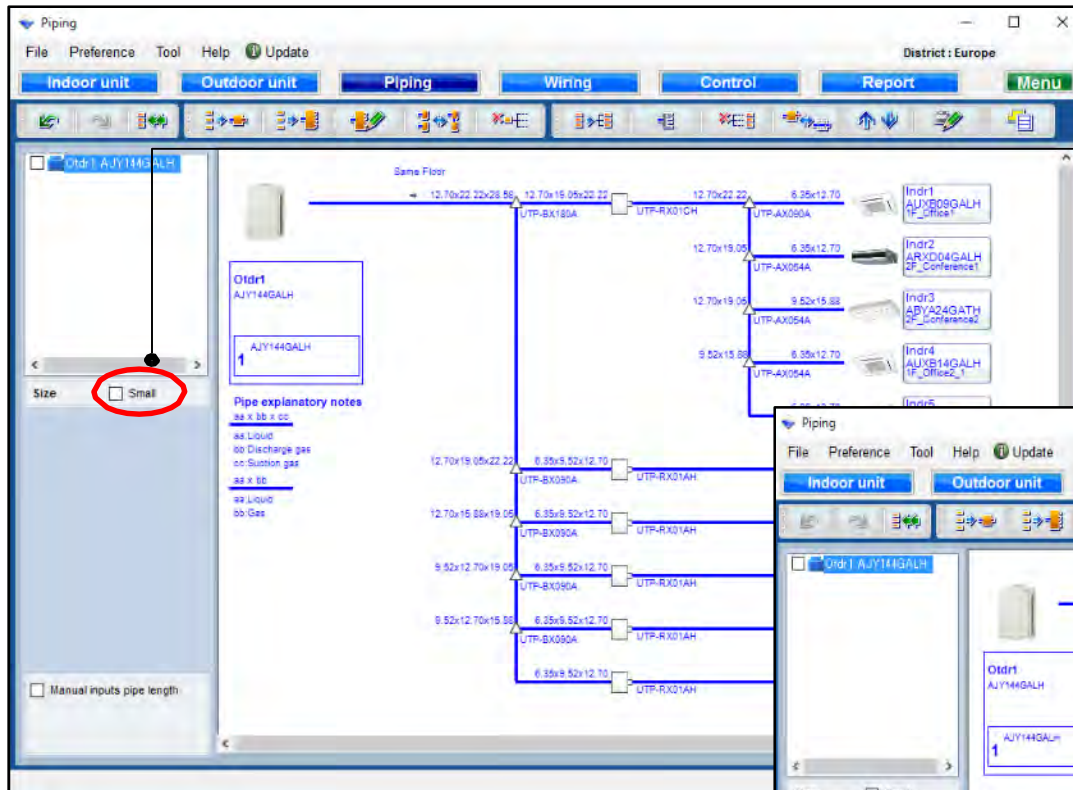 Piping
File Preference Tool Help Update
District : Europe
Indoor unit Outdoor unit Piping Wiring Control Report Menu
Otdr1 AJY144GALH
Same Floor
12.70x22.22x28.58 12.70x19.05x22.22 12.70x22.22 6.35x12.70
UTP-BX180A UTP-RX01CH UTP-AX090A
Indr1
AUXB09GALH
1F_Office1
12.70x19.05 6.35x12.70
UTP-AX054A
Indr2
ARXD04GALH
2F_Conference1
Otdr1
AJY144GALH
12.70x19.05 9.52x15.88
UTP-AX054A
Indr3
ABYA24GATH
2F_Conference2
AJY144GALH
1
9.52x15.88 6.35x12.70
UTP-AX054A
Indr4
AUXB14GALH
1F_Office2_1
Size Small
Indr5
Pipe explanatory notes
aa x bb x cc
aa:Liquid
bb:Discharge gas
cc:Suction gas
aa x bb
aa:Liquid
bb:Gas
12.70x19.05x22.22 6.35x9.52x12.70
UTP-BX090A UTP-RX01AH
12.70x15.88x19.05 6.35x9.52x12.70
UTP-BX090A UTP-RX01AH
9.52x12.70x19.05 6.35x9.52x12.70
UTP-BX090A UTP-RX01AH
9.52x12.70x15.88 6.35x9.52x12.70
UTP-BX090A UTP-RX01AH
6.35x9.52x12.70
UTP-RX01AH
Manual inputs pipe length
Piping
File Preference Tool Help Update
Indoor unit Outdoor unit
Otdr1 AJY144GALH
Otdr1
AJY144GALH
AJY144GALH
1